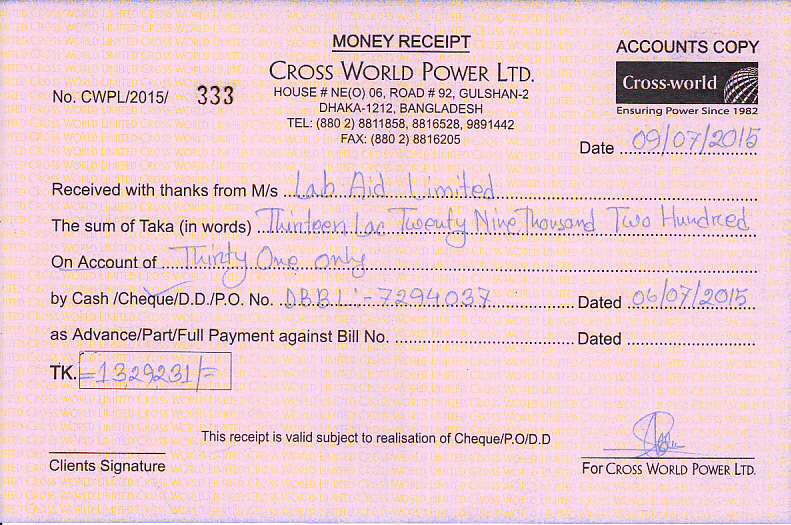 MONEY RECEIPT
ACCOUNTS COPY
CROSS WORLD POWER LTD.
Cross-world
No. CWPL/2015/ 333
HOUSE # NE(O) 06, ROAD # 92, GULSHAN-2
DHAKA-1212, BANGLADESH
Ensuring Power Since 1982
TEL: (880 2) 8811858, 8816528, 9891442
FAX: (880 2) 8816205
Date 09/07/2015
Received with thanks from M/s Lab Aid Limited
The sum of Taka (in words) Thirteen Lac Twenty Nine Thousand Two Hundred
On Account of Thirty One only
by Cash /Cheque/D.D./P.O. No. DBBL:-7294037 Dated 06/07/2015
as Advance/Part/Full Payment against Bill No. Dated
TK. =1329231/=
This receipt is valid subject to realisation of Cheque/P.O/D.D
Clients Signature
For CROSS WORLD POWER LTD.